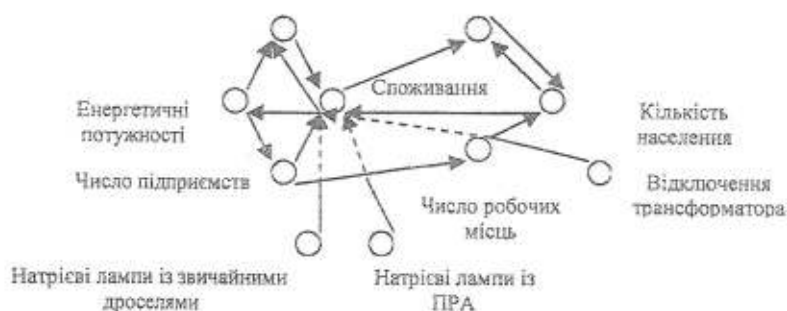 Споживання
Енергетичні
потужності
Кількість
населення
Число підприємств
Відключення
трансформатора
Число робочих
місць
Натрієві лампи із звичайними
дроселями
Натрієві лампи із
ПРА